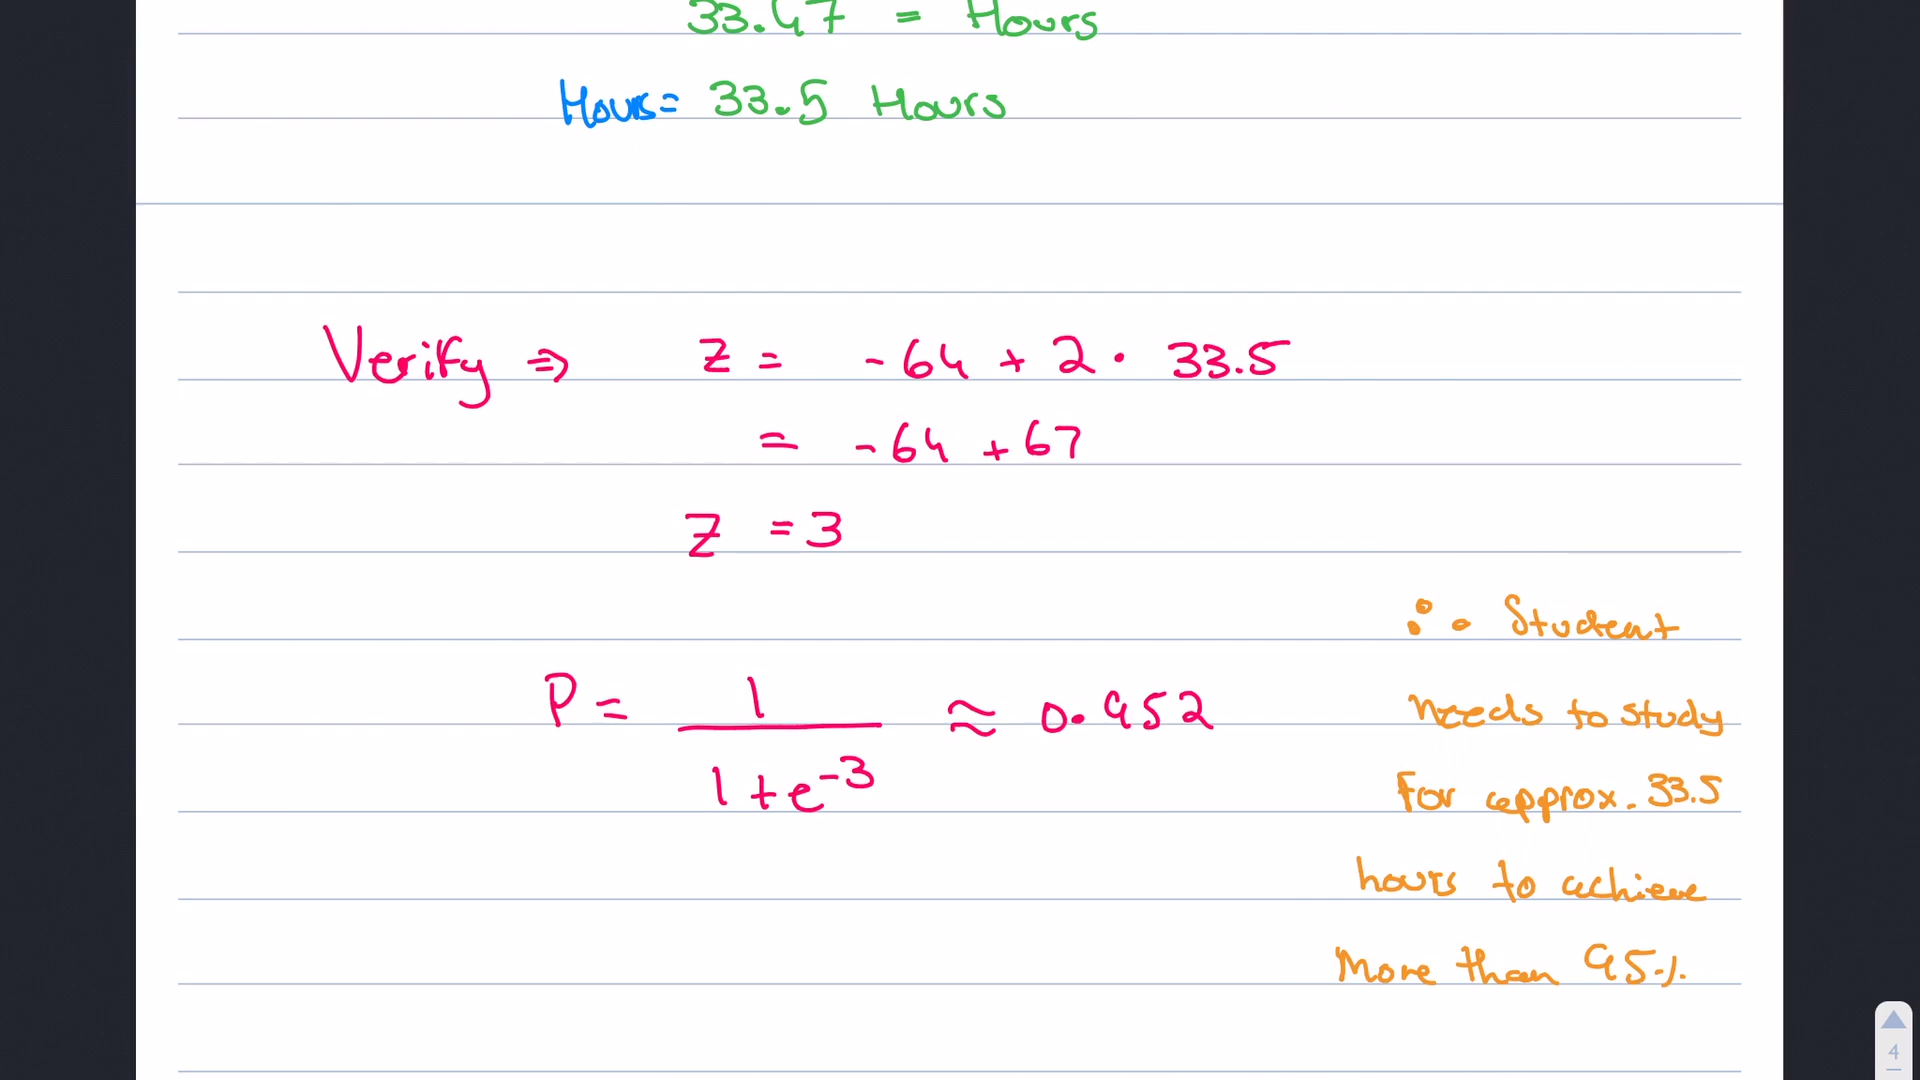 33.47 = Hours
Hours= 33.5 Hours
Verify ⇒ z = -64 + 2 · 33.5
= -64 + 67
z = 3
P = 1 / 1 + e^-3 ≈ 0.952
∴ Student
needs to study
for approx. 33.5
hours to achieve
more than 95%
4